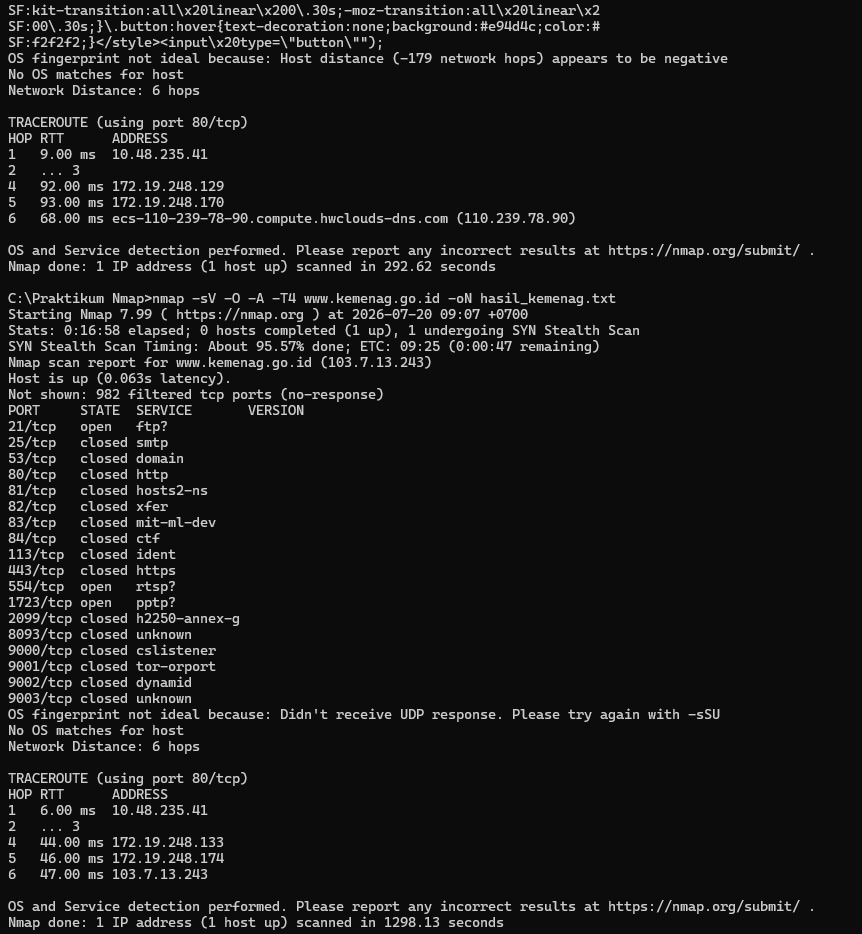 SF:kit-transition:all\x20linear\x200\.30s;-moz-transition:all\x20linear\x2
SF:00\.30s;}\.button:hover{text-decoration:none;background:#e94d4c;color:#
SF:f2f2f2;}</style><input\x20type=\"button\"");
OS fingerprint not ideal because: Host distance (-179 network hops) appears to be negative
No OS matches for host
Network Distance: 6 hops

TRACEROUTE (using port 80/tcp)
HOP RTT      ADDRESS
1   9.00 ms  10.48.235.41
2   ... 3
4   92.00 ms 172.19.248.129
5   93.00 ms 172.19.248.170
6   68.00 ms ecs-110-239-78-90.compute.hwclouds-dns.com (110.239.78.90)

OS and Service detection performed. Please report any incorrect results at https://nmap.org/submit/ .
Nmap done: 1 IP address (1 host up) scanned in 292.62 seconds

C:\Praktikum Nmap>nmap -sV -O -A -T4 www.kemenag.go.id -oN hasil_kemenag.txt
Starting Nmap 7.99 ( https://nmap.org ) at 2026-07-20 09:07 +0700
Stats: 0:16:58 elapsed; 0 hosts completed (1 up), 1 undergoing SYN Stealth Scan
SYN Stealth Scan Timing: About 95.57% done; ETC: 09:25 (0:00:47 remaining)
Nmap scan report for www.kemenag.go.id (103.7.13.243)
Host is up (0.063s latency).
Not shown: 982 filtered tcp ports (no-response)
PORT     STATE  SERVICE       VERSION
21/tcp   open   ftp?
25/tcp   closed smtp
53/tcp   closed domain
80/tcp   closed http
81/tcp   closed hosts2-ns
82/tcp   closed xfer
83/tcp   closed mit-ml-dev
84/tcp   closed ctf
113/tcp  closed ident
443/tcp  closed https
554/tcp  open   rtsp?
1723/tcp open   pptp?
2099/tcp closed h2250-annex-g
8093/tcp closed unknown
9000/tcp closed cslistener
9001/tcp closed tor-orport
9002/tcp closed dynamid
9003/tcp closed unknown
OS fingerprint not ideal because: Didn't receive UDP response. Please try again with -sSU
No OS matches for host
Network Distance: 6 hops

TRACEROUTE (using port 80/tcp)
HOP RTT      ADDRESS
1   6.00 ms  10.48.235.41
2   ... 3
4   44.00 ms 172.19.248.133
5   46.00 ms 172.19.248.174
6   47.00 ms 103.7.13.243

OS and Service detection performed. Please report any incorrect results at https://nmap.org/submit/ .
Nmap done: 1 IP address (1 host up) scanned in 1298.13 seconds